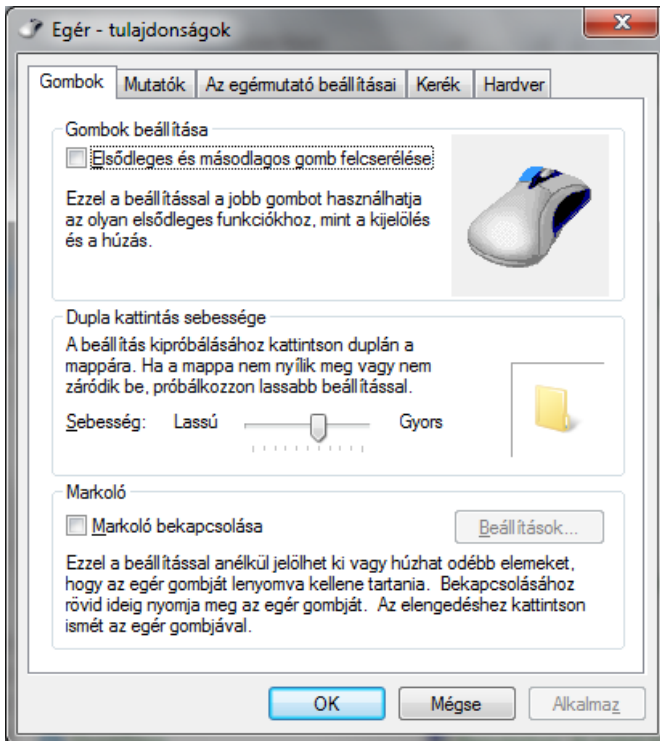 Egér - tulajdonságok
Gombok Mutatók Az egérmutató beállításai Kerék Hardver
Gombok beállítása
Elsődleges és másodlagos gomb felcserélése
Ezzel a beállítással a jobb gombot használhatja
az olyan elsődleges funkciókhoz, mint a kijelölés
és a húzás.
Dupla kattintás sebessége
A beállítás kipróbálásához kattintson duplán a
mappára. Ha a mappa nem nyílik meg vagy nem
záródik be, próbálkozzon lassabb beállítással.
Sebesség: Lassú Gyors
Markoló
Markoló bekapcsolása Beállítások...
Ezzel a beállítással anélkül jelölhet ki vagy húzhat odébb elemeket,
hogy az egér gombját lenyomva kellene tartania. Bekapcsolásához
rövid ideig nyomja meg az egér gombját. Az elengedéshez kattintson
ismét az egér gombjával.
OK Mégse Alkalmaz